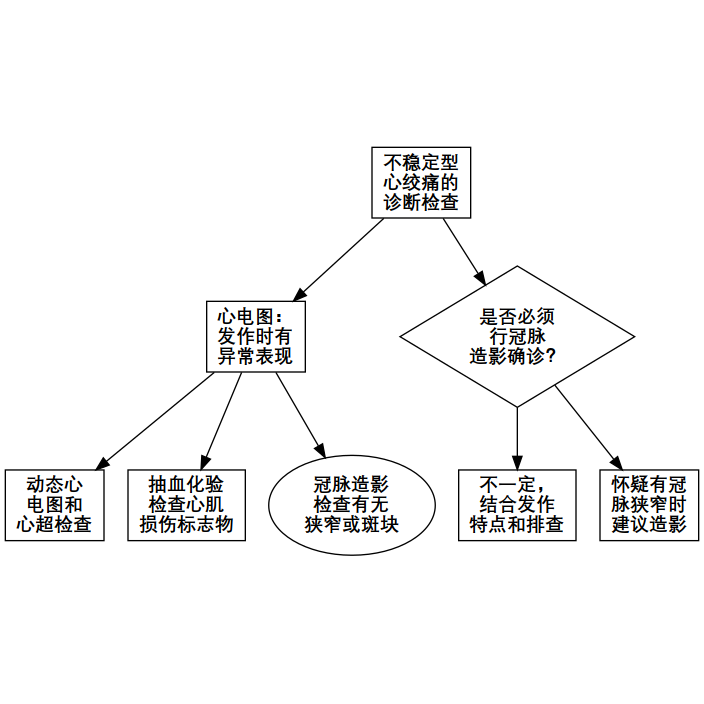 不稳定型
心绞痛的
诊断检查
心电图：
发作时有
异常表现
是否必须
行冠脉
造影确诊？
动态心
电图和
心超检查
抽血化验
检查心肌
损伤标志物
冠脉造影
检查有无
狭窄或斑块
不一定，
结合发作
特点和排查
怀疑有冠
脉狭窄时
建议造影